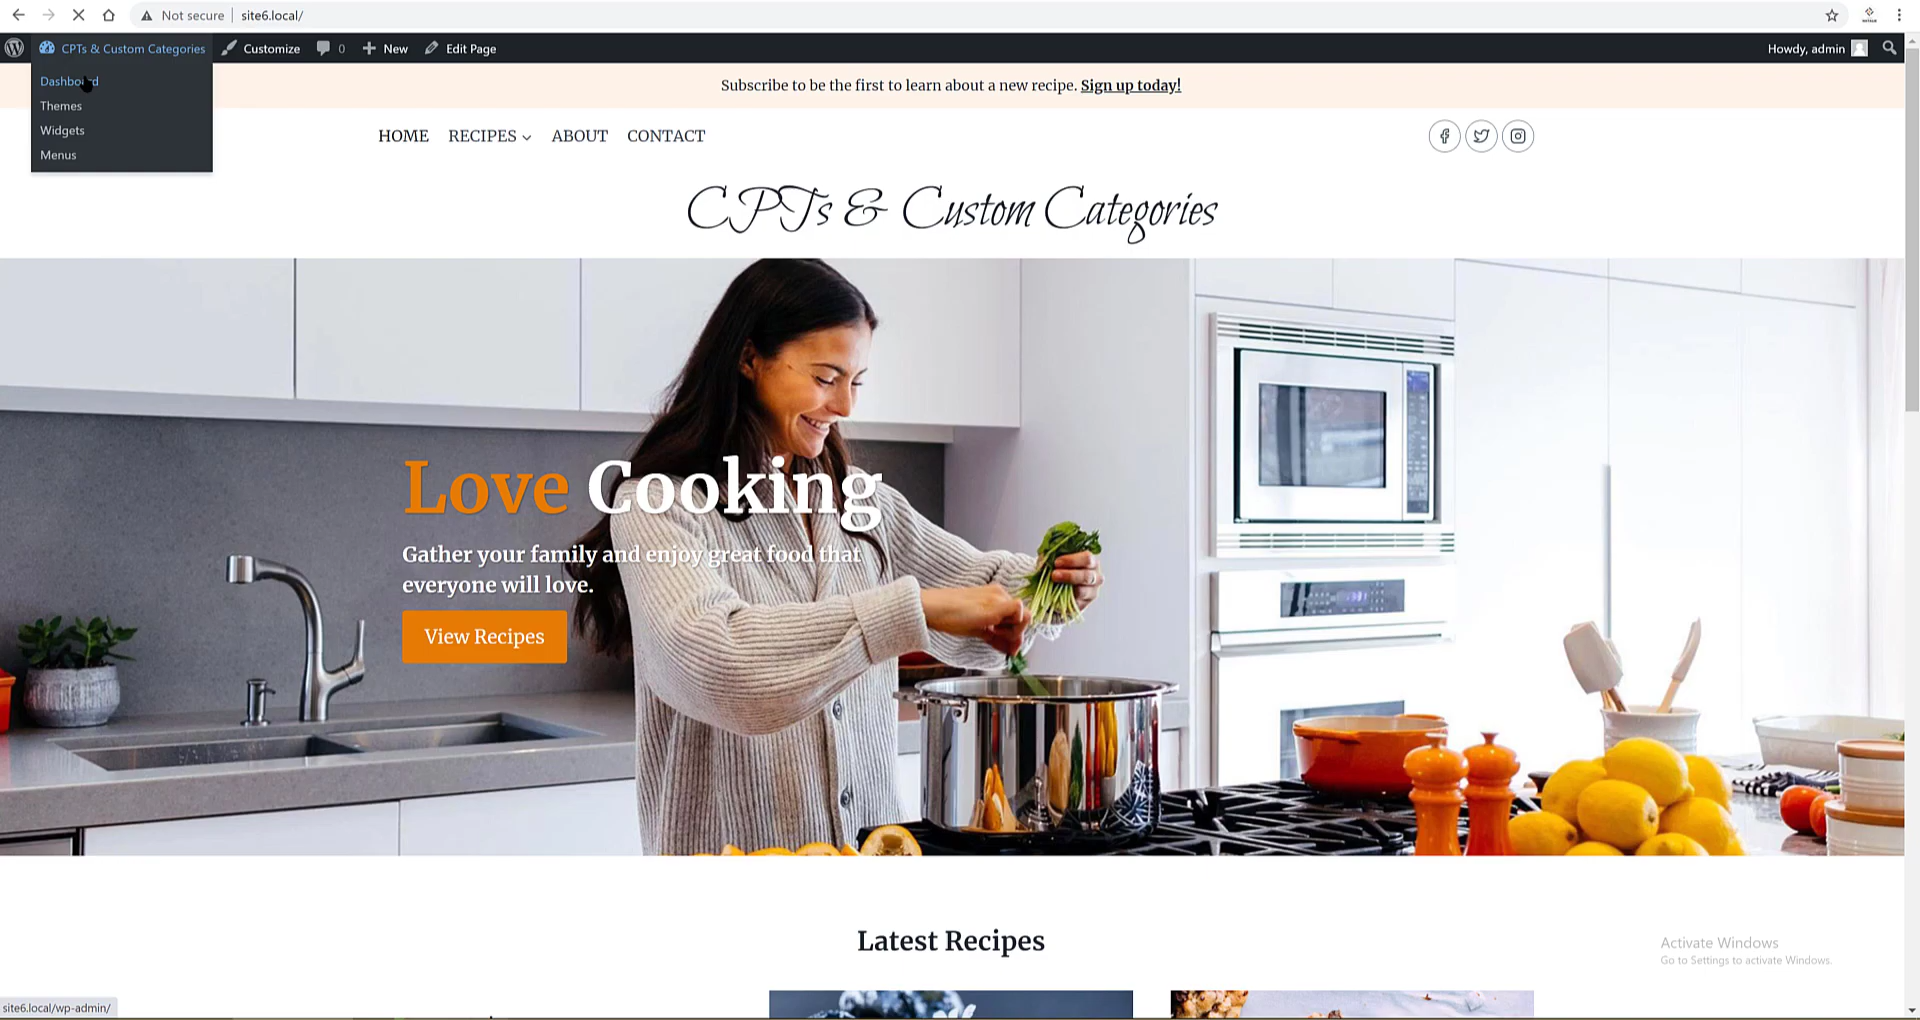 Not secure site6.local/
CPTs & Custom Categories Customize 0 New Edit Page Howdy, admin
Dashboard
Themes
Widgets
Menus
Subscribe to be the first to learn about a new recipe. Sign up today!
HOME RECIPES ABOUT CONTACT
CPTs & Custom Categories
Love Cooking
Gather your family and enjoy great food that
everyone will love.
View Recipes
Latest Recipes
Activate Windows
Go to Settings to activate Windows.
site6.local/wp-admin/